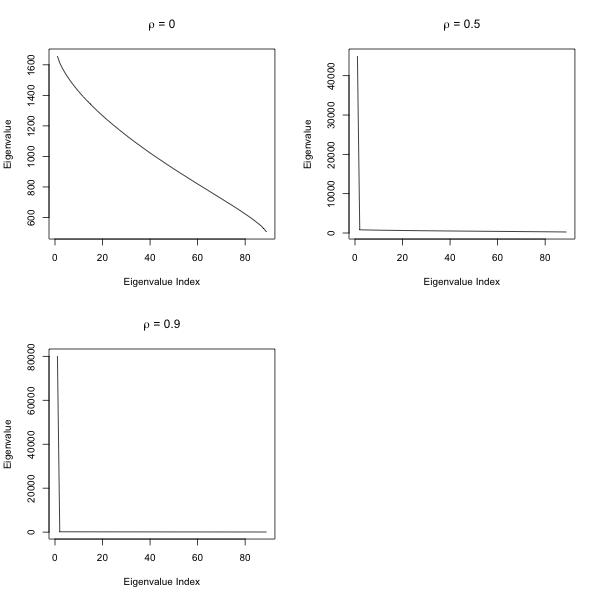 ρ = 0
Eigenvalue
600 800 1000 1200 1400 1600
0 20 40 60 80
Eigenvalue Index
ρ = 0.5
Eigenvalue
0 10000 20000 30000 40000
0 20 40 60 80
Eigenvalue Index
ρ = 0.9
Eigenvalue
0 20000 40000 60000 80000
0 20 40 60 80
Eigenvalue Index